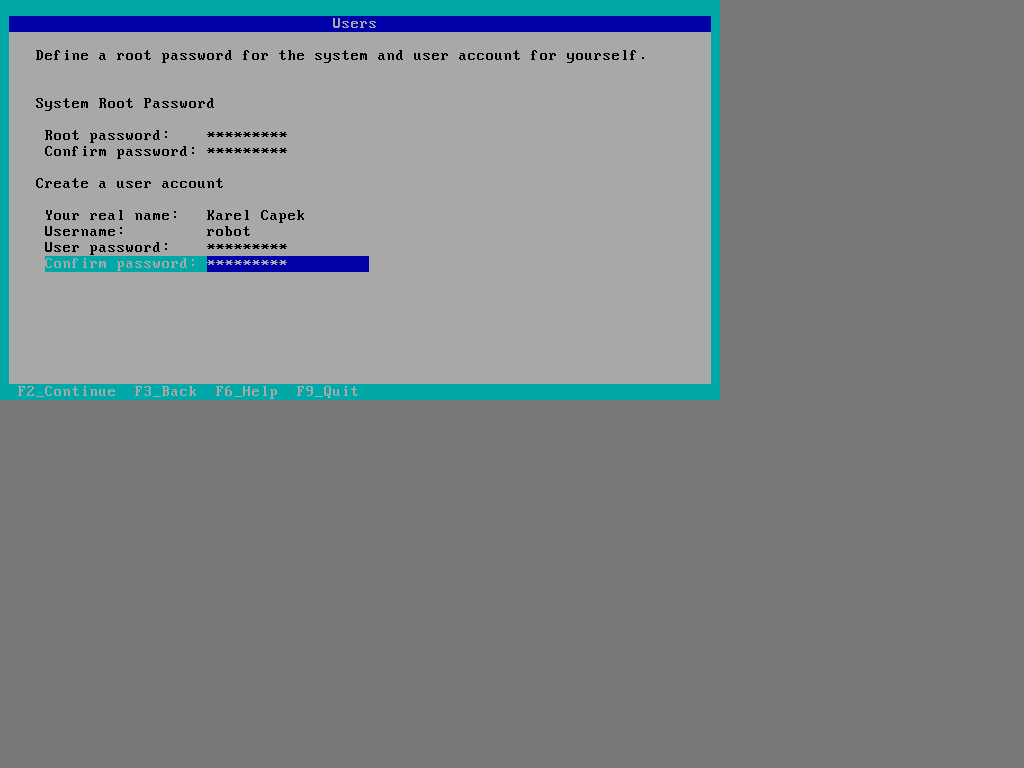 Users
Define a root password for the system and user account for yourself.
System Root Password
Root password: *********
Confirm password: *********
Create a user account
Your real name: Karel Capek
Username: robot
User password: *********
Confirm password: *********
F2_Continue F3_Back F6_Help F9_Quit